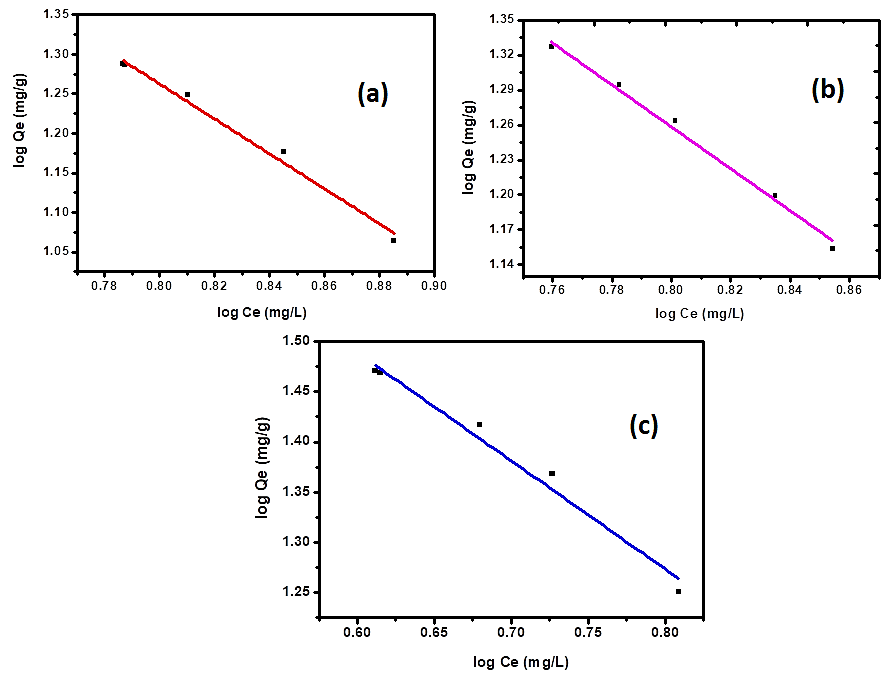 1.35
1.30
1.25
1.20
1.15
1.10
1.05
log Qe (mg/g)
(a)
0.78 0.80 0.82 0.84 0.86 0.88 0.90
log Ce (mg/L)
1.35
1.32
1.29
1.26
1.23
1.20
1.17
1.14
log Qe (mg/g)
(b)
0.76 0.78 0.80 0.82 0.84 0.86
log Ce (mg/L)
1.50
1.45
1.40
1.35
1.30
1.25
log Qe (mg/g)
(c)
0.60 0.65 0.70 0.75 0.80
log Ce (mg/L)